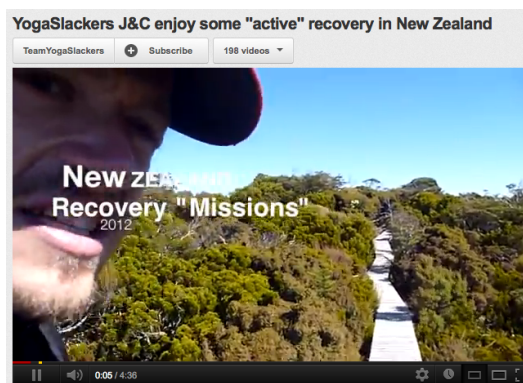 YogaSlackers J&C enjoy some "active" recovery in New Zealand
TeamYogaSlackers Subscribe 198 videos
New ZEALAND
Recovery "Missions"
2012
0:05 / 4:36